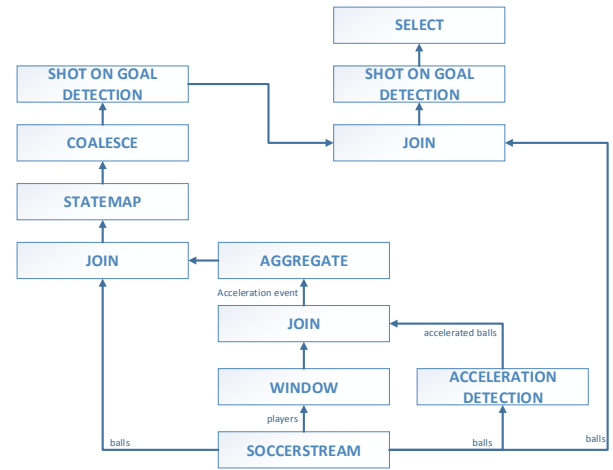 SELECT
SHOT ON GOAL
DETECTION
SHOT ON GOAL
DETECTION
COALESCE
JOIN
STATEMAP
JOIN
AGGREGATE
Acceleration event
JOIN
accelerated balls
WINDOW
ACCELERATION
DETECTION
players
balls
SOCCERSTREAM
balls
balls